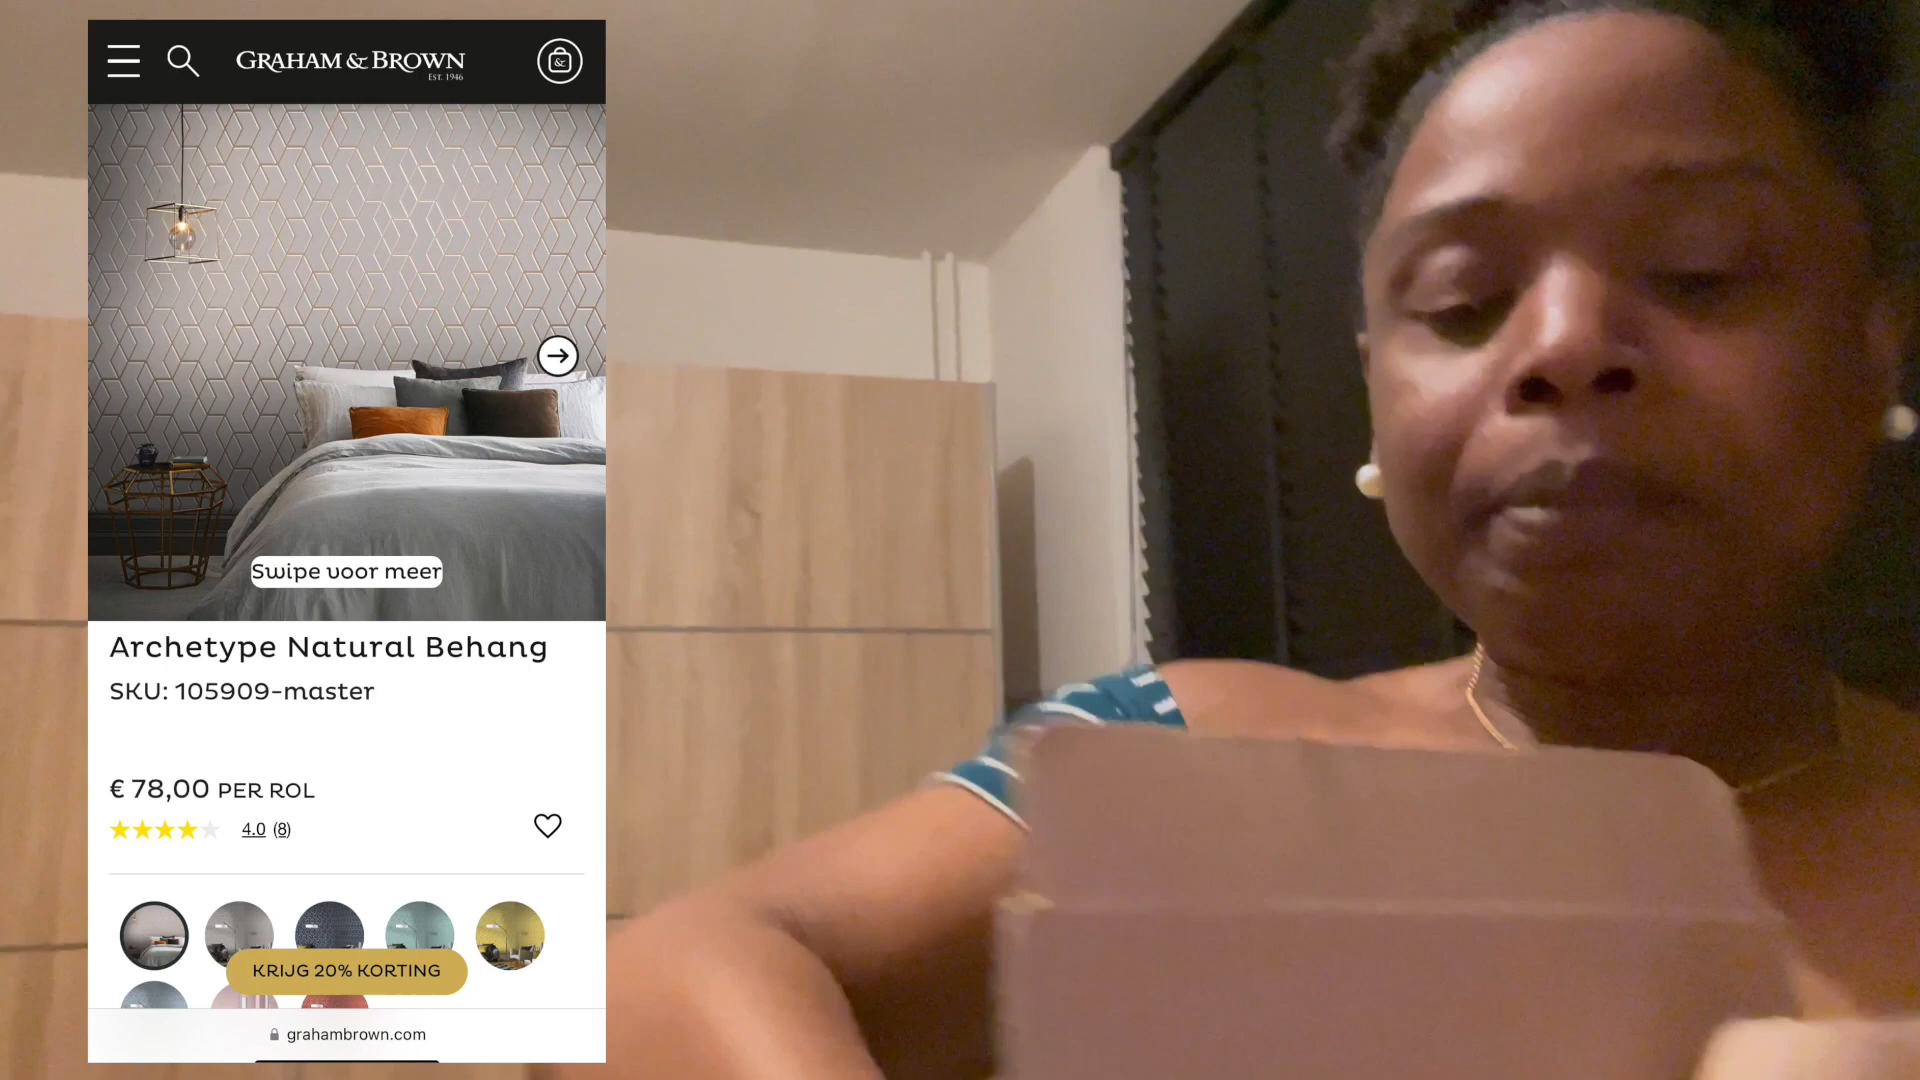 GRAHAM & BROWN
EST. 1946
&
Swipe voor meer
Archetype Natural Behang
SKU: 105909-master
€ 78,00 PER ROL
4.0 (8)
KRIJG 20% KORTING
grahambrown.com